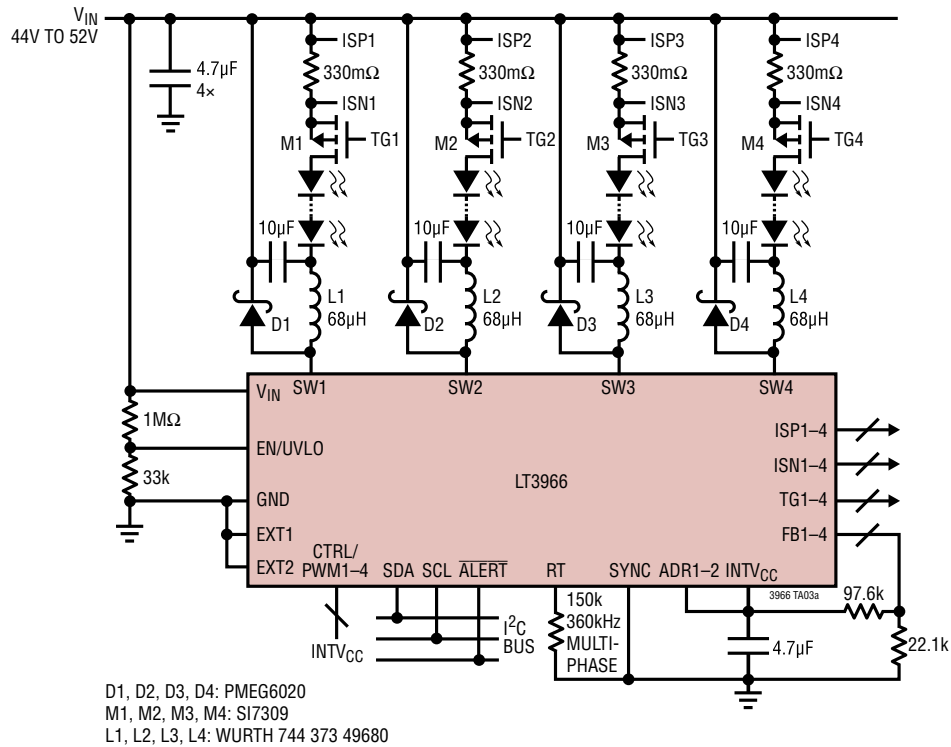 V_IN
44V TO 52V
4.7µF
4×
ISP1
330mΩ
ISN1
M1
TG1
10µF
D1
L1
68µH
ISP2
330mΩ
ISN2
M2
TG2
10µF
D2
L2
68µH
ISP3
330mΩ
ISN3
M3
TG3
10µF
D3
L3
68µH
ISP4
330mΩ
ISN4
M4
TG4
10µF
D4
L4
68µH
SW1
SW2
SW3
SW4
V_IN
1MΩ
EN/UVLO
33k
GND
EXT1
EXT2
LT3966
ISP1–4
ISN1–4
TG1–4
FB1–4
CTRL/
PWM1–4
SDA
SCL
ALERT
RT
SYNC
ADR1–2
INTV_CC
3966 TA03a
INTV_CC
I²C
BUS
150k
360kHz
MULTI-
PHASE
4.7µF
97.6k
22.1k
D1, D2, D3, D4: PMEG6020
M1, M2, M3, M4: SI7309
L1, L2, L3, L4: WURTH 744 373 49680